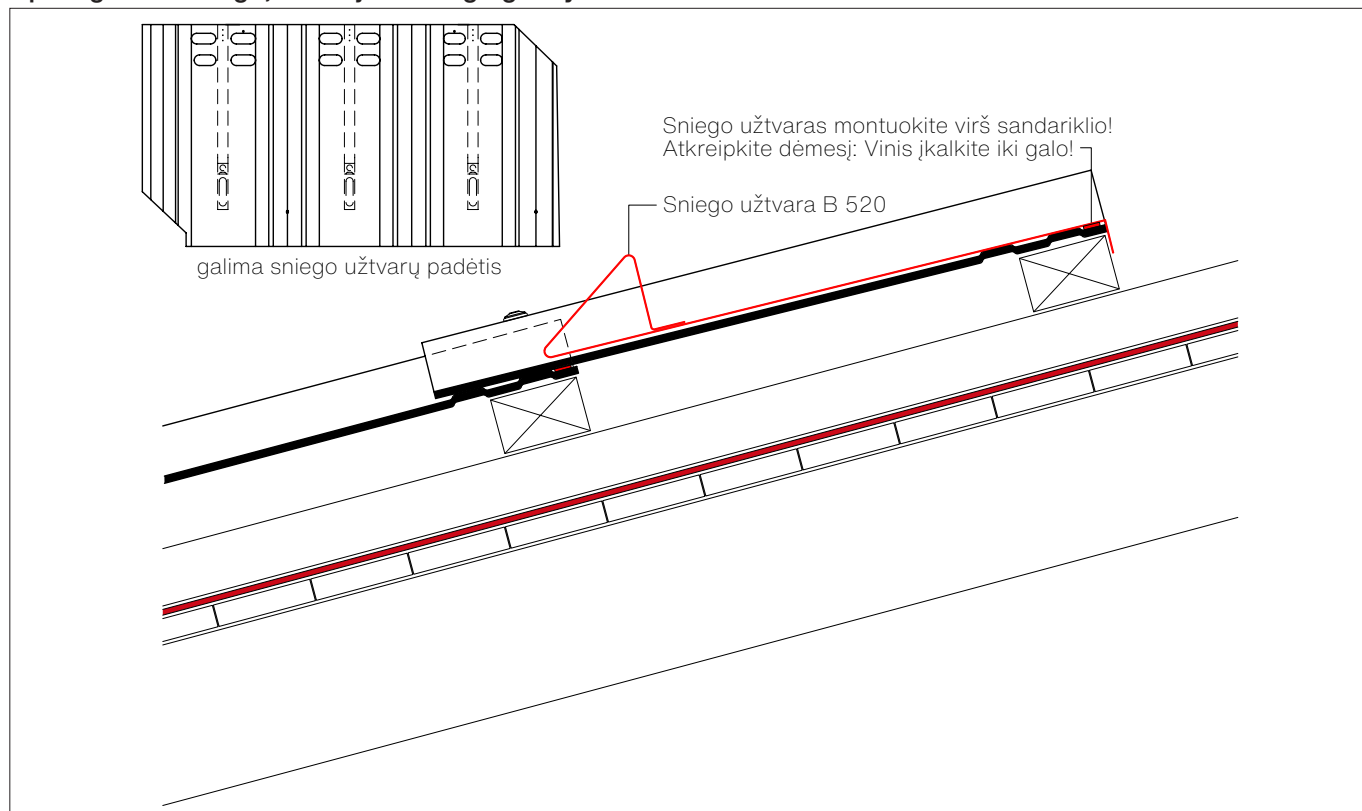 Sniego užtvaras montuokite virš sandariklio!
Atkreipkite dėmesį: Vinis įkalkite iki galo!
Sniego užtvara B 520
galima sniego užtvarų padėtis